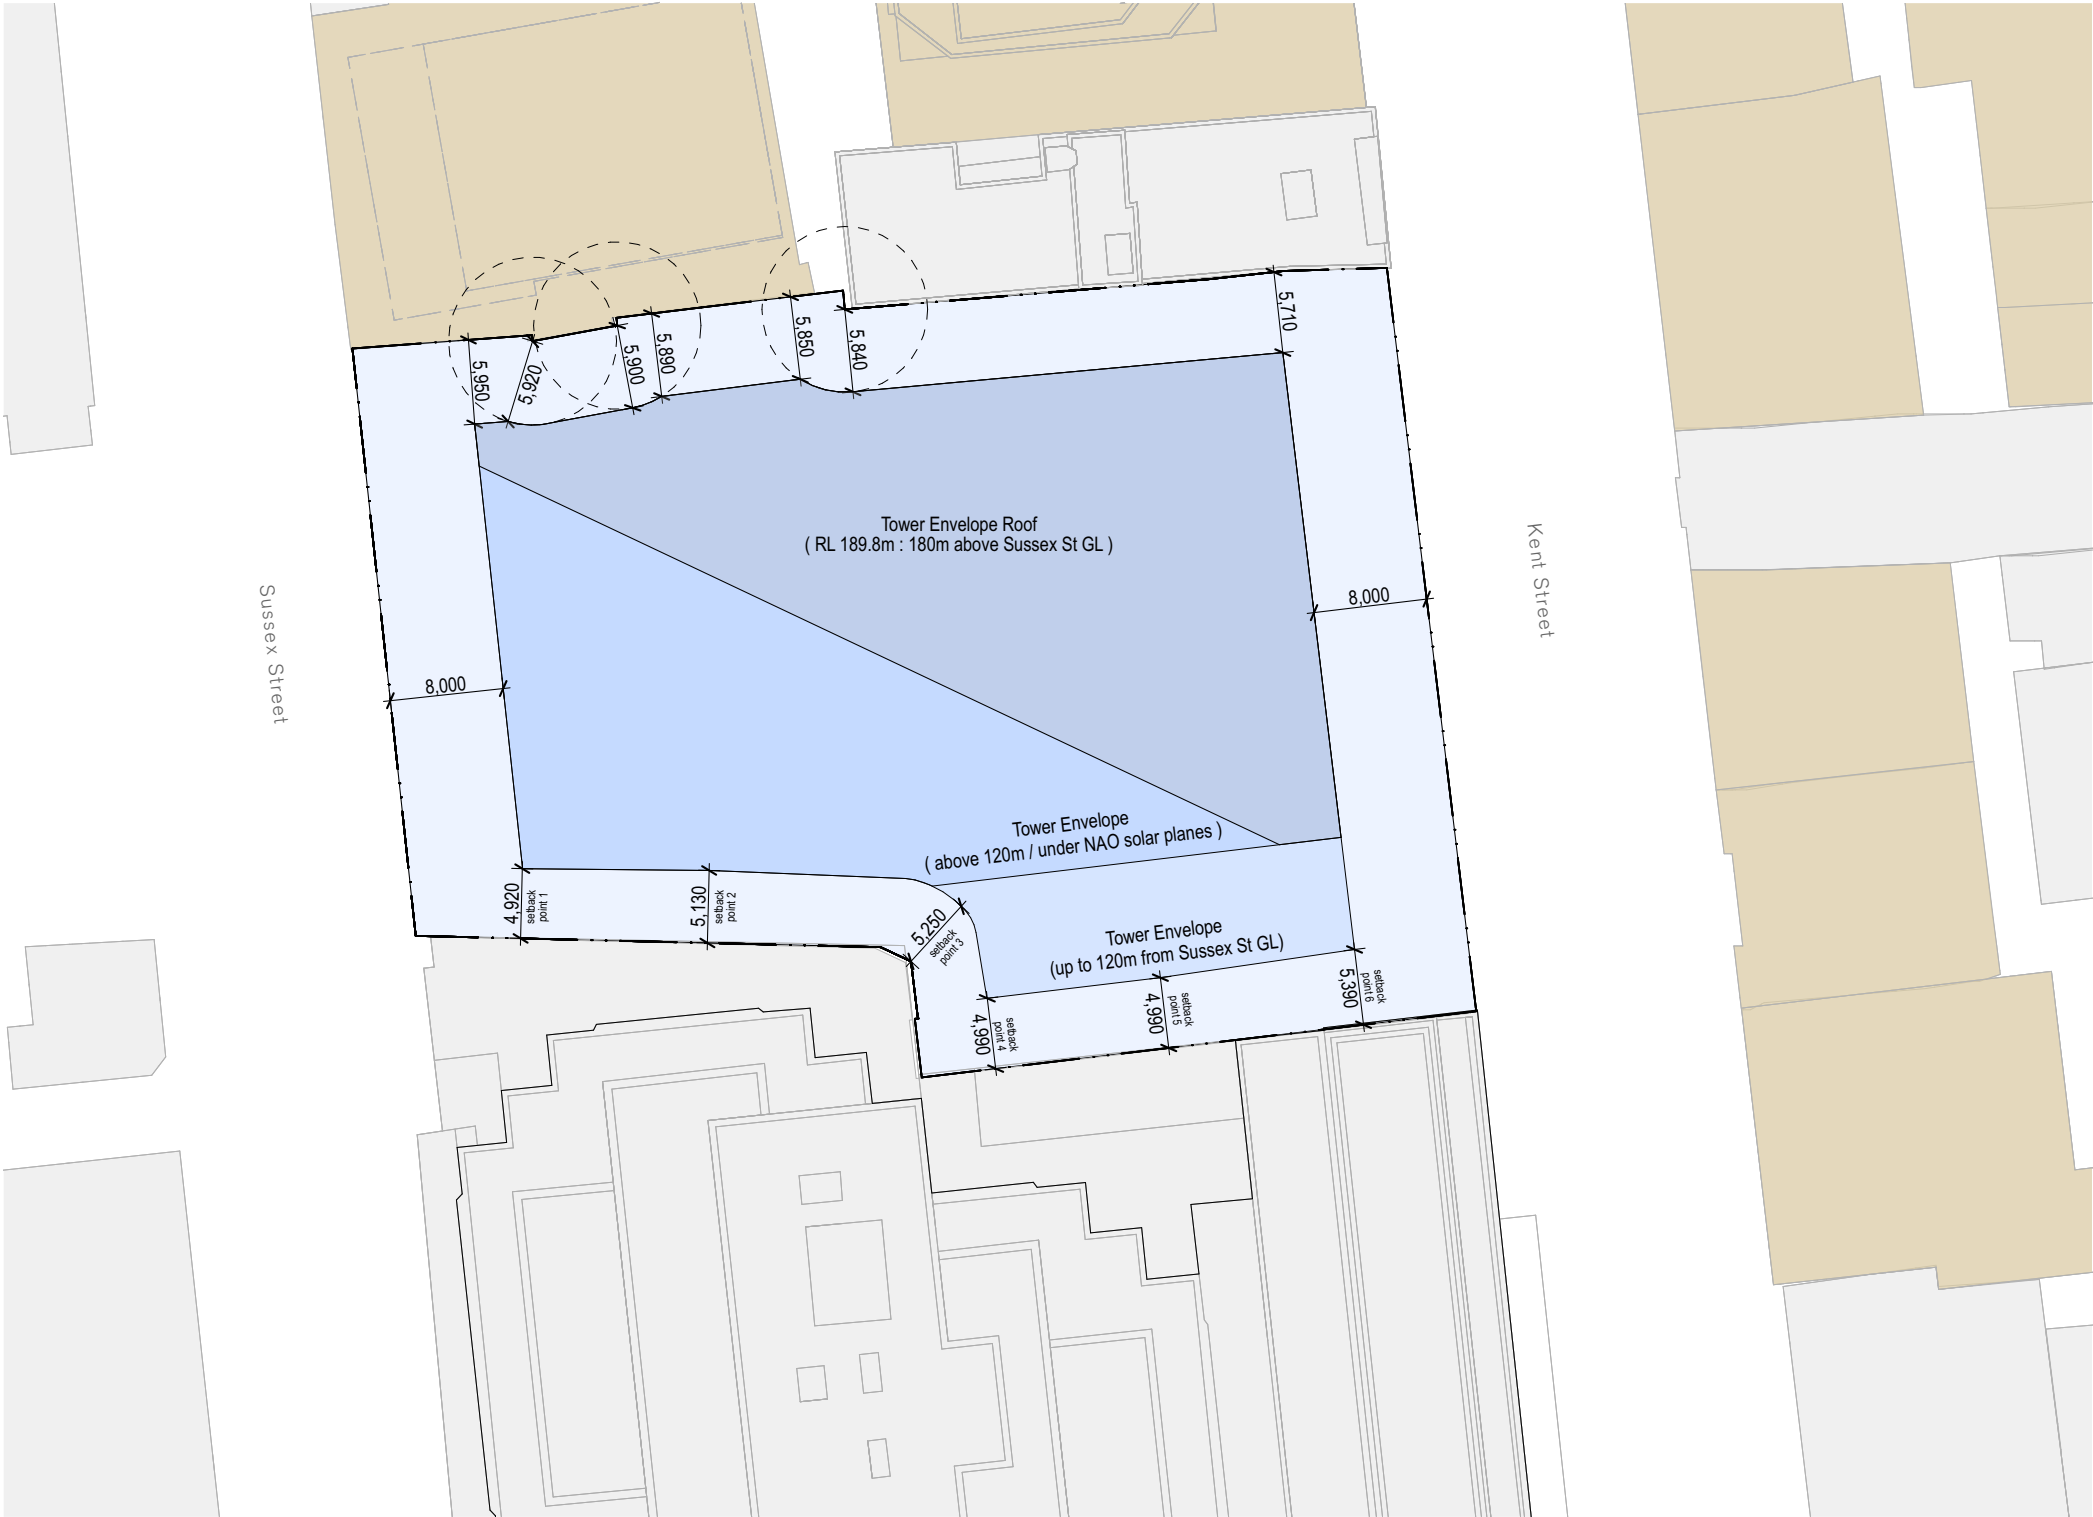 5,950
5,920
5,900
5,890
5,850
5,840
5,710
Tower Envelope Roof
( RL 189.8m : 180m above Sussex St GL )
Sussex Street
Kent Street
8,000
8,000
Tower Envelope
( above 120m / under NAO solar planes )
4,920
setback
point 1
5,130
setback
point 2
5,250
setback
point 3
Tower Envelope
(up to 120m from Sussex St GL)
4,990
setback
point 4
4,990
setback
point 5
5,390
setback
point 6